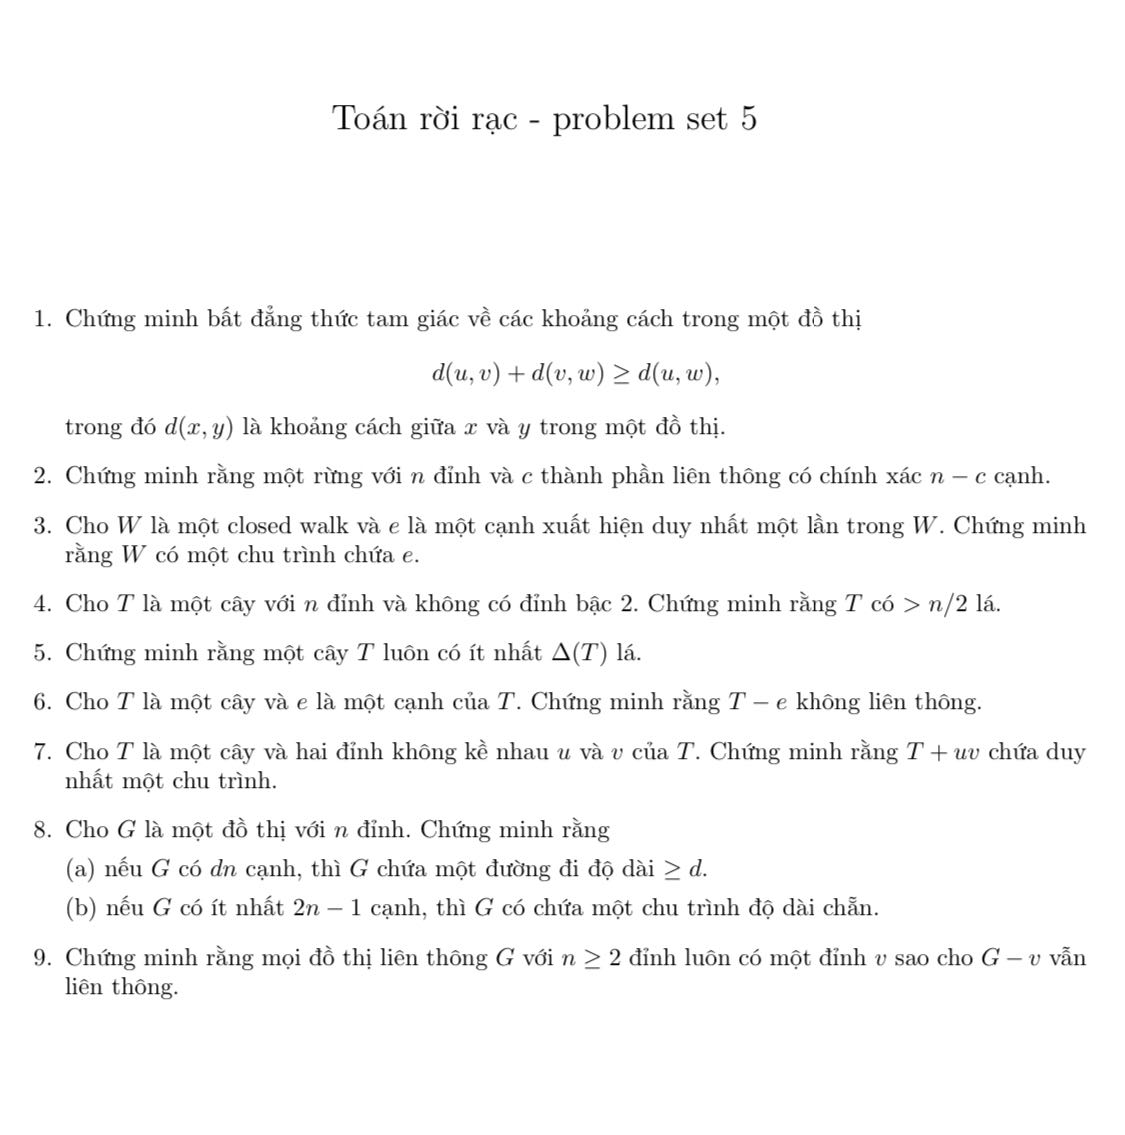 Toán rời rạc - problem set 5
1. Chứng minh bất đẳng thức tam giác về các khoảng cách trong một đồ thị
d(u, v) + d(v, w) ≥ d(u, w),
trong đó d(x, y) là khoảng cách giữa x và y trong một đồ thị.
2. Chứng minh rằng một rừng với n đỉnh và c thành phần liên thông có chính xác n − c cạnh.
3. Cho W là một closed walk và e là một cạnh xuất hiện duy nhất một lần trong W. Chứng minh
rằng W có một chu trình chứa e.
4. Cho T là một cây với n đỉnh và không có đỉnh bậc 2. Chứng minh rằng T có > n/2 lá.
5. Chứng minh rằng một cây T luôn có ít nhất Δ(T) lá.
6. Cho T là một cây và e là một cạnh của T. Chứng minh rằng T − e không liên thông.
7. Cho T là một cây và hai đỉnh không kề nhau u và v của T. Chứng minh rằng T + uv chứa duy
nhất một chu trình.
8. Cho G là một đồ thị với n đỉnh. Chứng minh rằng
(a) nếu G có dn cạnh, thì G chứa một đường đi độ dài ≥ d.
(b) nếu G có ít nhất 2n − 1 cạnh, thì G có chứa một chu trình độ dài chẵn.
9. Chứng minh rằng mọi đồ thị liên thông G với n ≥ 2 đỉnh luôn có một đỉnh v sao cho G − v vẫn
liên thông.